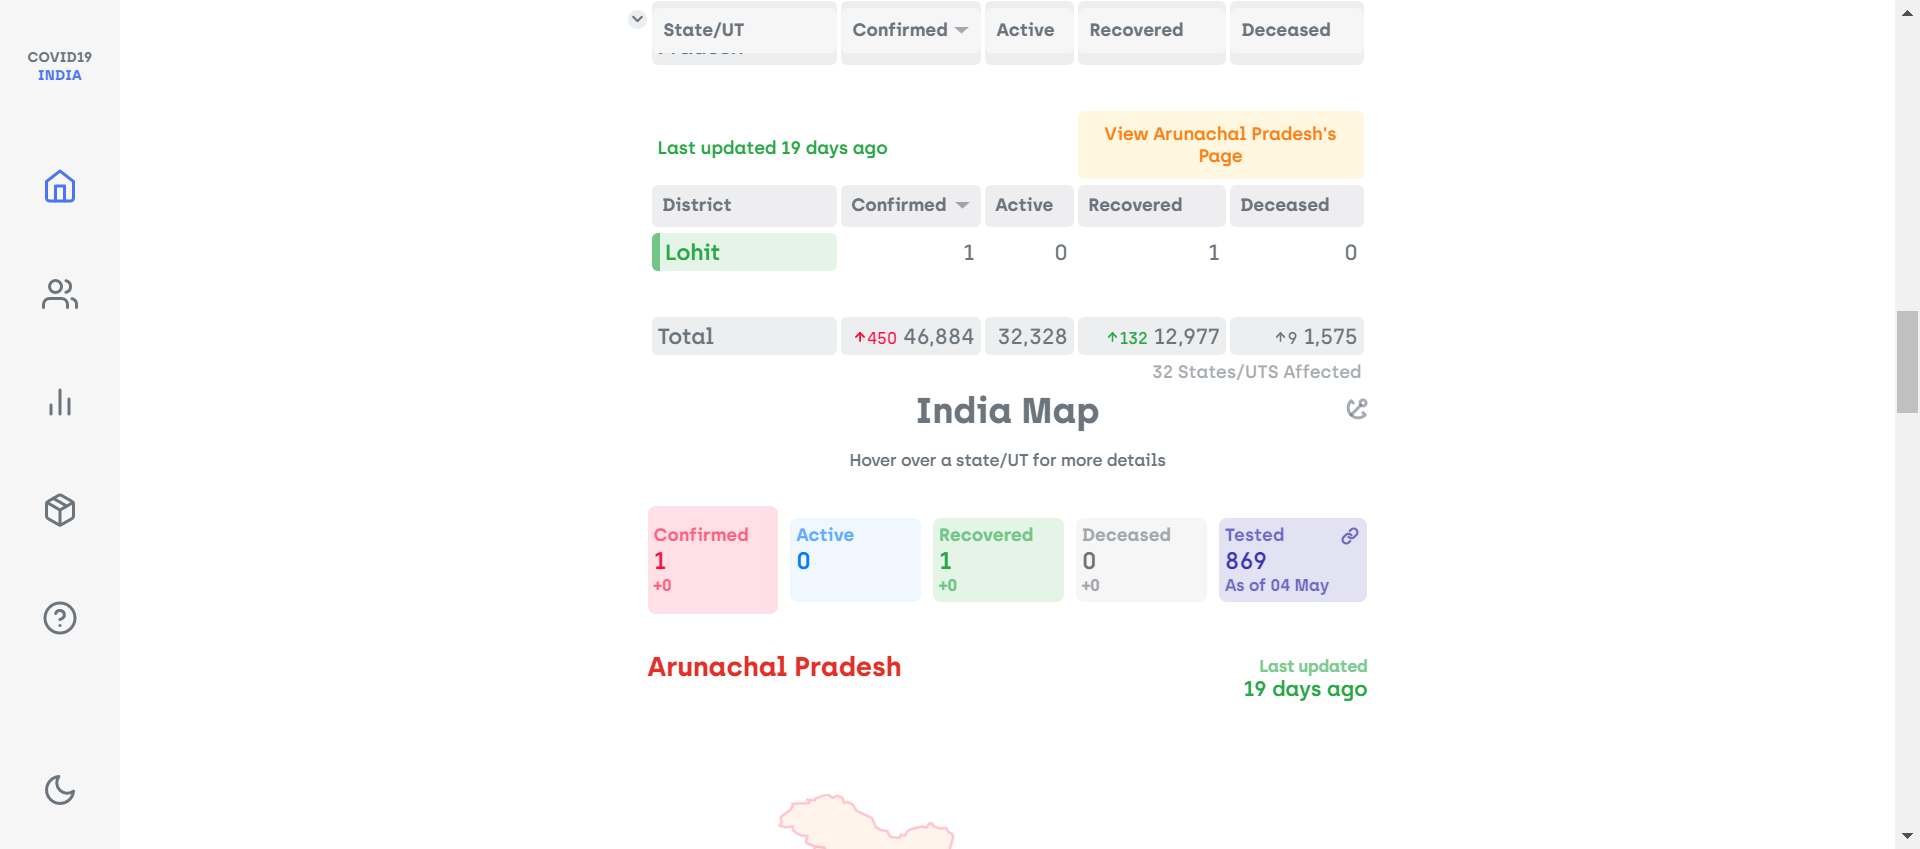 COVID19
INDIA
State/UT Confirmed Active Recovered Deceased
Last updated 19 days ago
View Arunachal Pradesh's
Page
District Confirmed Active Recovered Deceased
Lohit 1 0 1 0
Total ↑450 46,884 32,328 ↑132 12,977 ↑9 1,575
32 States/UTS Affected
India Map
Hover over a state/UT for more details
Confirmed Active Recovered Deceased Tested
1 0 1 0 869
+0 +0 +0 As of 04 May
Arunachal Pradesh
Last updated
19 days ago